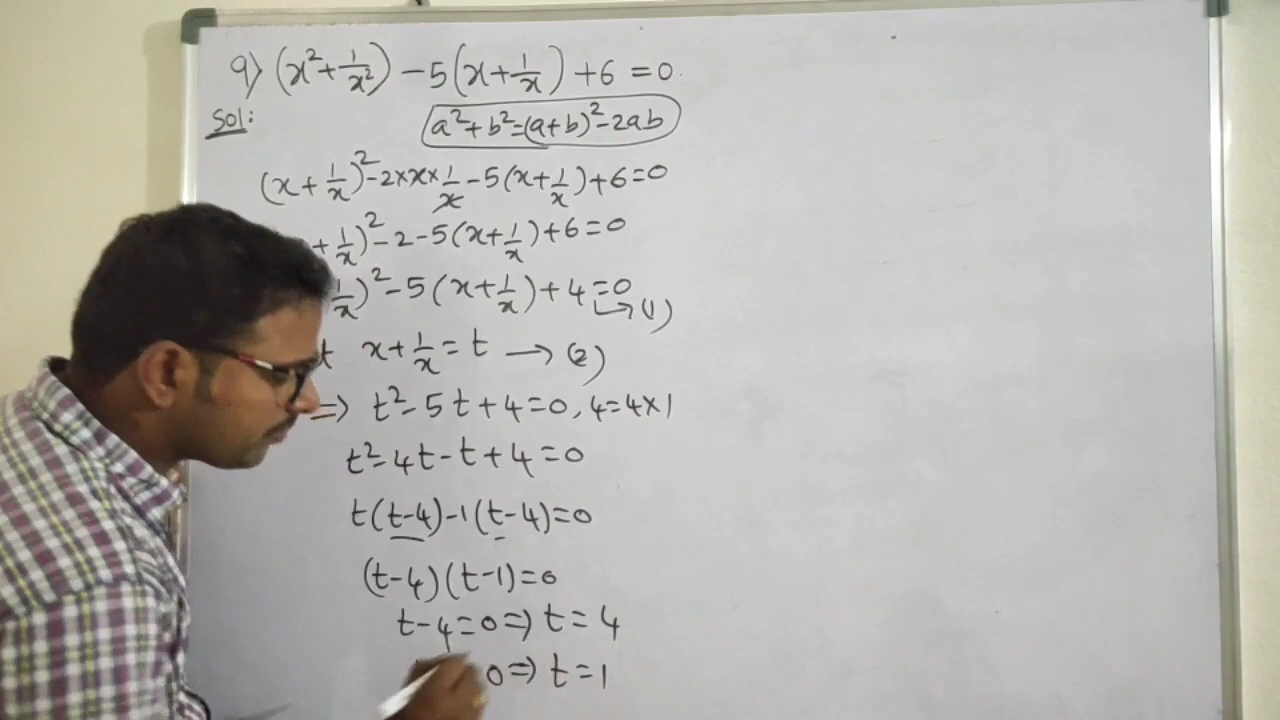 9) (x² + 1/x²) - 5(x + 1/x) + 6 = 0.
Sol:
a² + b² = (a+b)² - 2ab
(x + 1/x)² - 2 × x × 1/x - 5(x + 1/x) + 6 = 0
+ 1/x)² - 2 - 5(x + 1/x) + 6 = 0
1/x)² - 5(x + 1/x) + 4 = 0 ↳ (1)
t x + 1/x = t → (2)
⇒ t² - 5t + 4 = 0, 4 = 4 × 1
t² - 4t - t + 4 = 0
t(t-4) - 1(t-4) = 0
(t-4)(t-1) = 0
t - 4 = 0 ⇒ t = 4
0 ⇒ t = 1